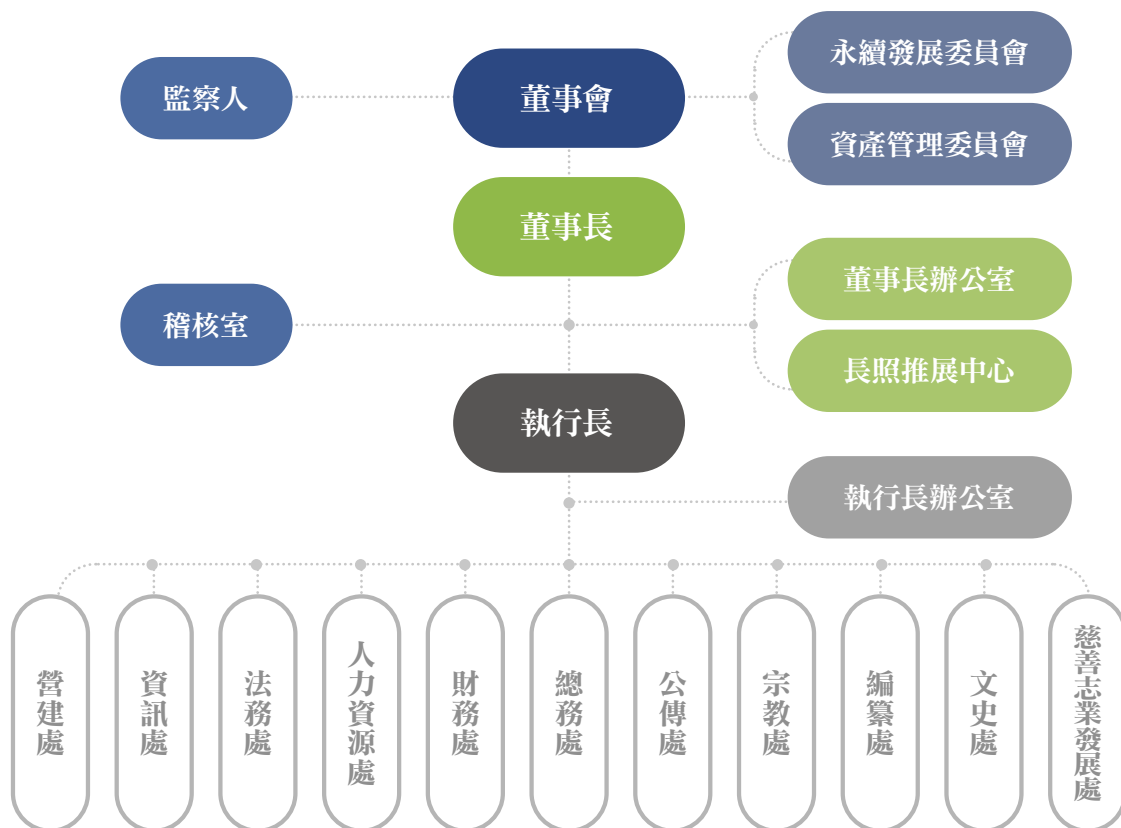 監察人
董事會
永續發展委員會
資產管理委員會
董事長
稽核室
董事長辦公室
長照推展中心
執行長
執行長辦公室
營建處
資訊處
法務處
人力資源處
財務處
總務處
公傳處
宗教處
編纂處
文史處
慈善志業發展處